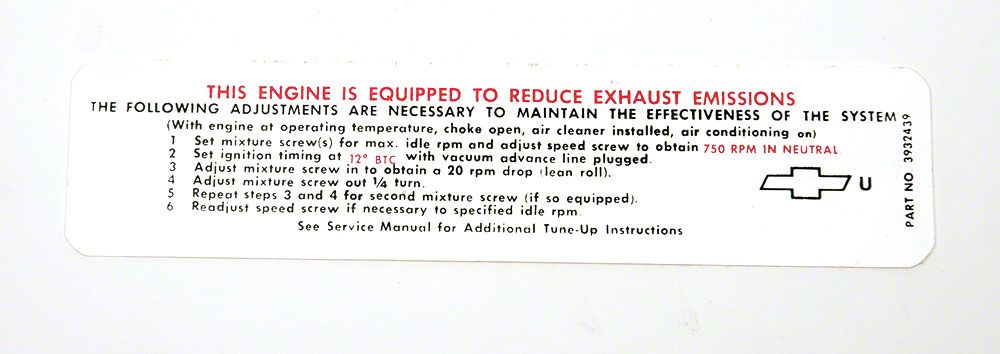 THIS ENGINE IS EQUIPPED TO REDUCE EXHAUST EMISSIONS
THE FOLLOWING ADJUSTMENTS ARE NECESSARY TO MAINTAIN THE EFFECTIVENESS OF THE SYSTEM
(With engine at operating temperature, choke open, air cleaner installed, air conditioning on)
1 Set mixture screw(s) for max. idle rpm and adjust speed screw to obtain 750 RPM IN NEUTRAL.
2 Set ignition timing at 12° BTC with vacuum advance line plugged.
3 Adjust mixture screw in to obtain a 20 rpm drop (lean roll).
4 Adjust mixture screw out ¼ turn.
5 Repeat steps 3 and 4 for second mixture screw (if so equipped).
6 Readjust speed screw if necessary to specified idle rpm.
See Service Manual for Additional Tune-Up Instructions
U
PART NO 3932439